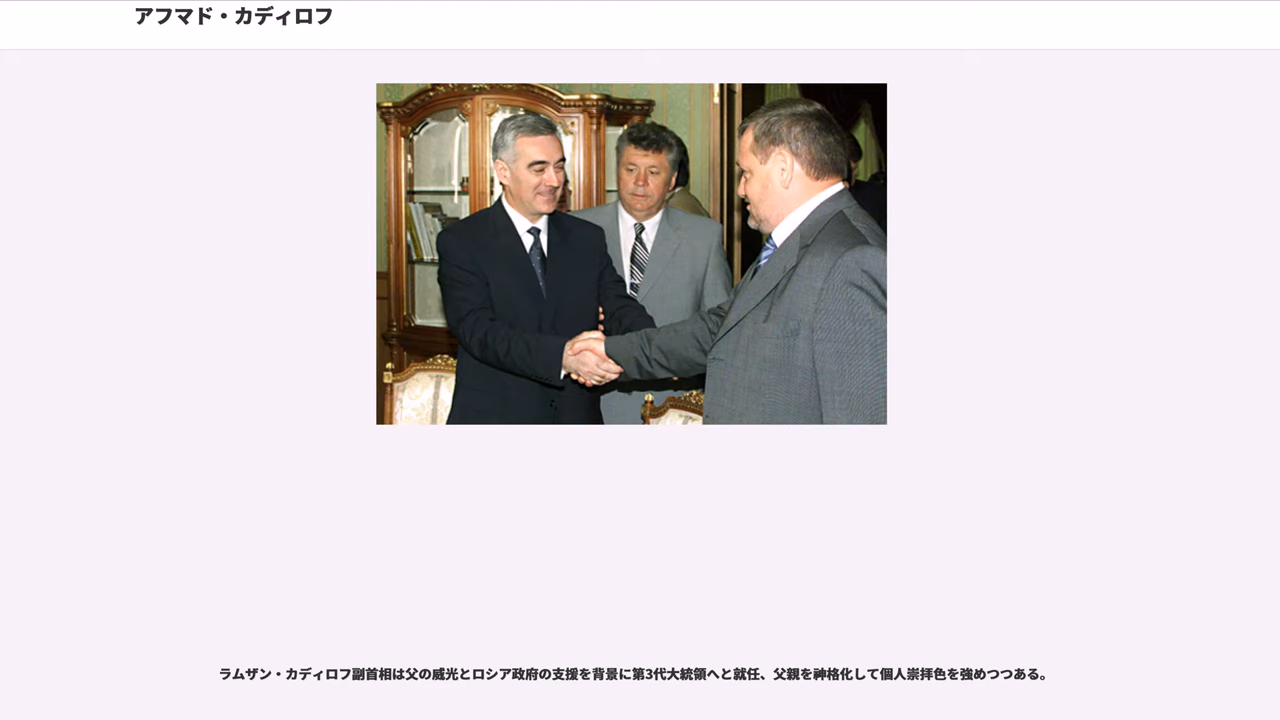 アフマド・カディロフ
ラムザン・カディロフ副首相は父の威光とロシア政府の支援を背景に第3代大統領へと就任、父親を神格化して個人崇拝色を強めつつある。